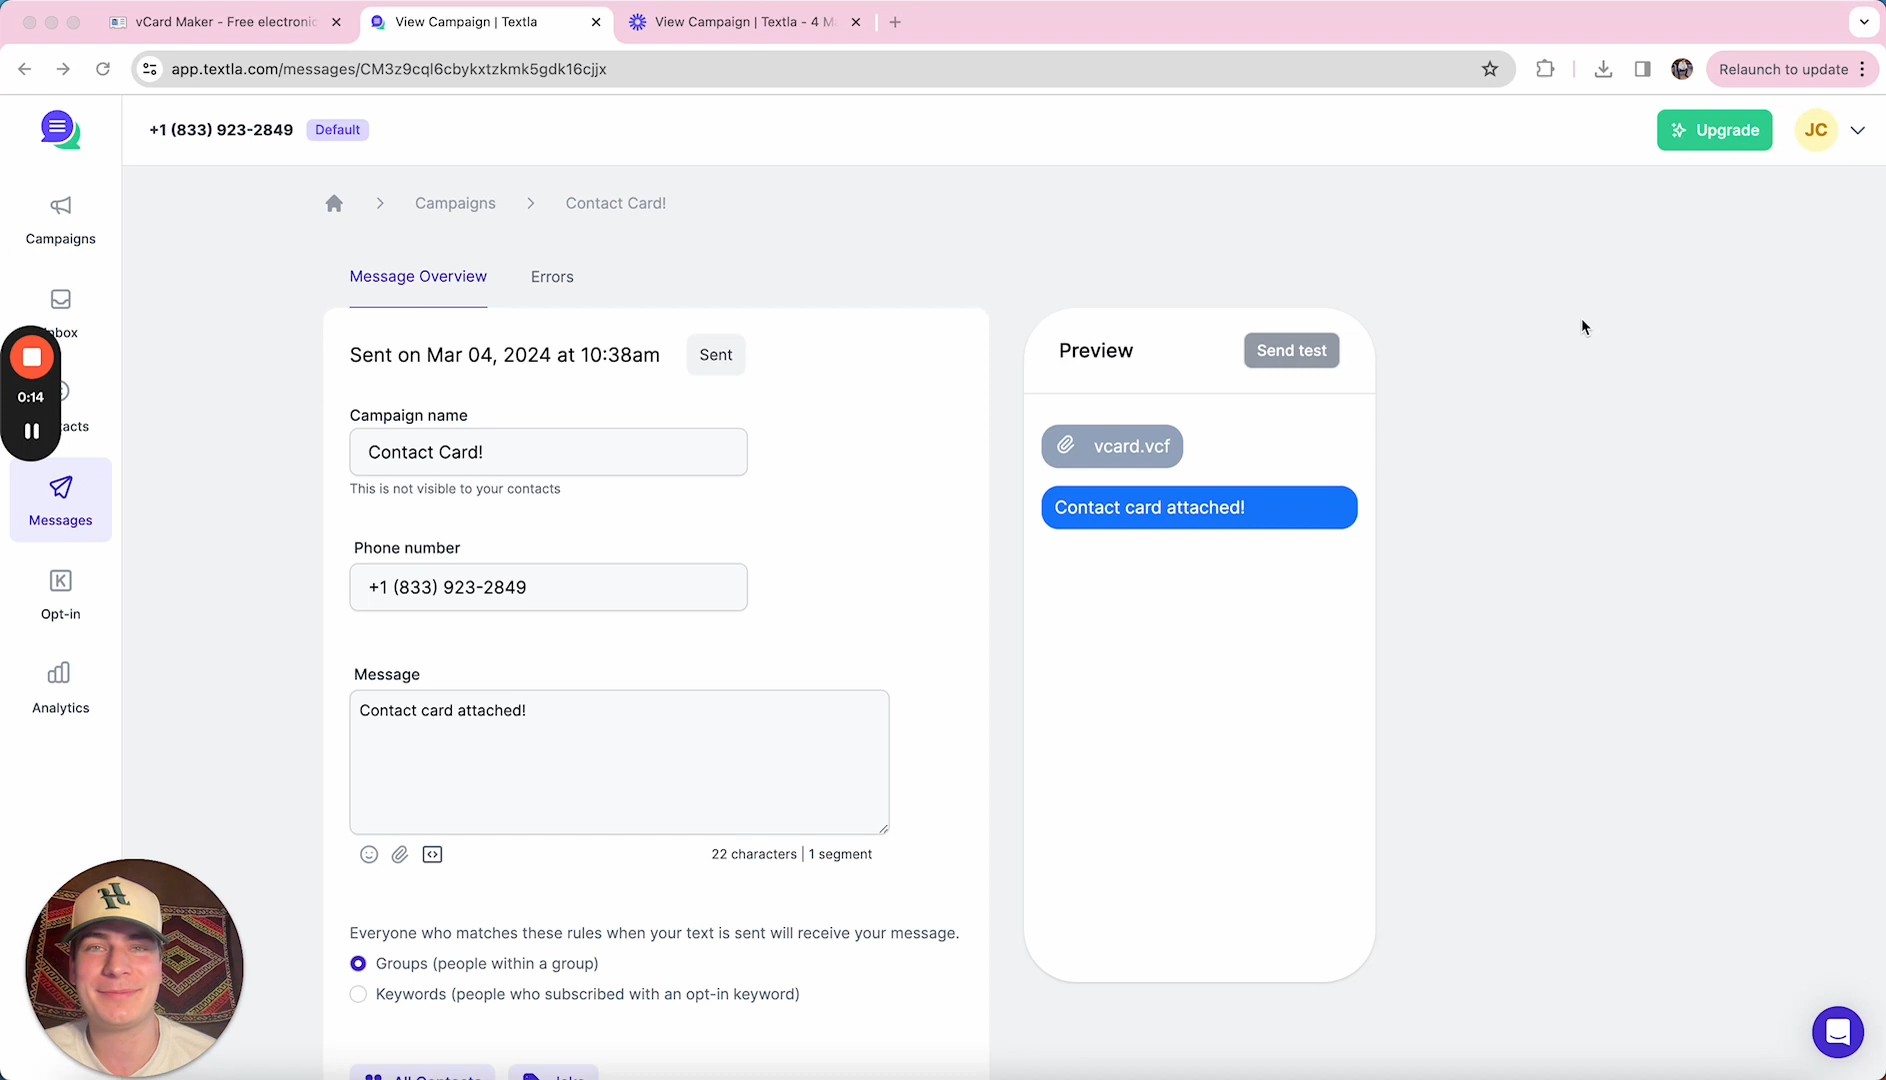 vCard Maker - Free electronic
View Campaign | Textla
View Campaign | Textla - 4 M
app.textla.com/messages/CM3z9cql6cbykxtzkmk5gdk16cjjx
Relaunch to update
+1 (833) 923-2849
Default
Upgrade
JC
Campaigns
Contact Card!
Campaigns
Inbox
0:14
acts
Messages
Opt-in
Analytics
Message Overview
Errors
Sent on Mar 04, 2024 at 10:38am
Sent
Campaign name
Contact Card!
This is not visible to your contacts
Phone number
+1 (833) 923-2849
Message
Contact card attached!
22 characters | 1 segment
Everyone who matches these rules when your text is sent will receive your message.
Groups (people within a group)
Keywords (people who subscribed with an opt-in keyword)
All Contacts
Jake
Preview
Send test
vcard.vcf
Contact card attached!